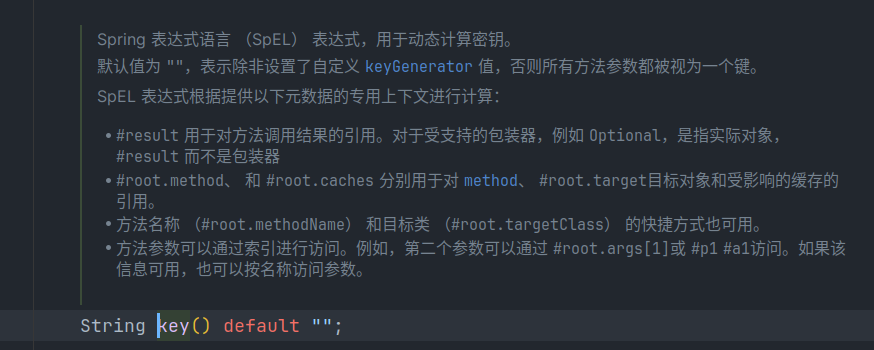 Spring 表达式语言 （SpEL） 表达式，用于动态计算密钥。
默认值为 ""，表示除非设置了自定义 keyGenerator 值，否则所有方法参数都被视为一个键。
SpEL 表达式根据提供以下元数据的专用上下文进行计算：
• #result 用于对方法调用结果的引用。对于受支持的包装器，例如 Optional，是指实际对象，
#result 而不是包装器
• #root.method、 和 #root.caches 分别用于对 method、 #root.target目标对象和受影响的缓存的
引用。
• 方法名称 （#root.methodName） 和目标类 （#root.targetClass） 的快捷方式也可用。
• 方法参数可以通过索引进行访问。例如，第二个参数可以通过 #root.args[1]或 #p1 #a1访问。如果该
信息可用，也可以按名称访问参数。
String key() default "";